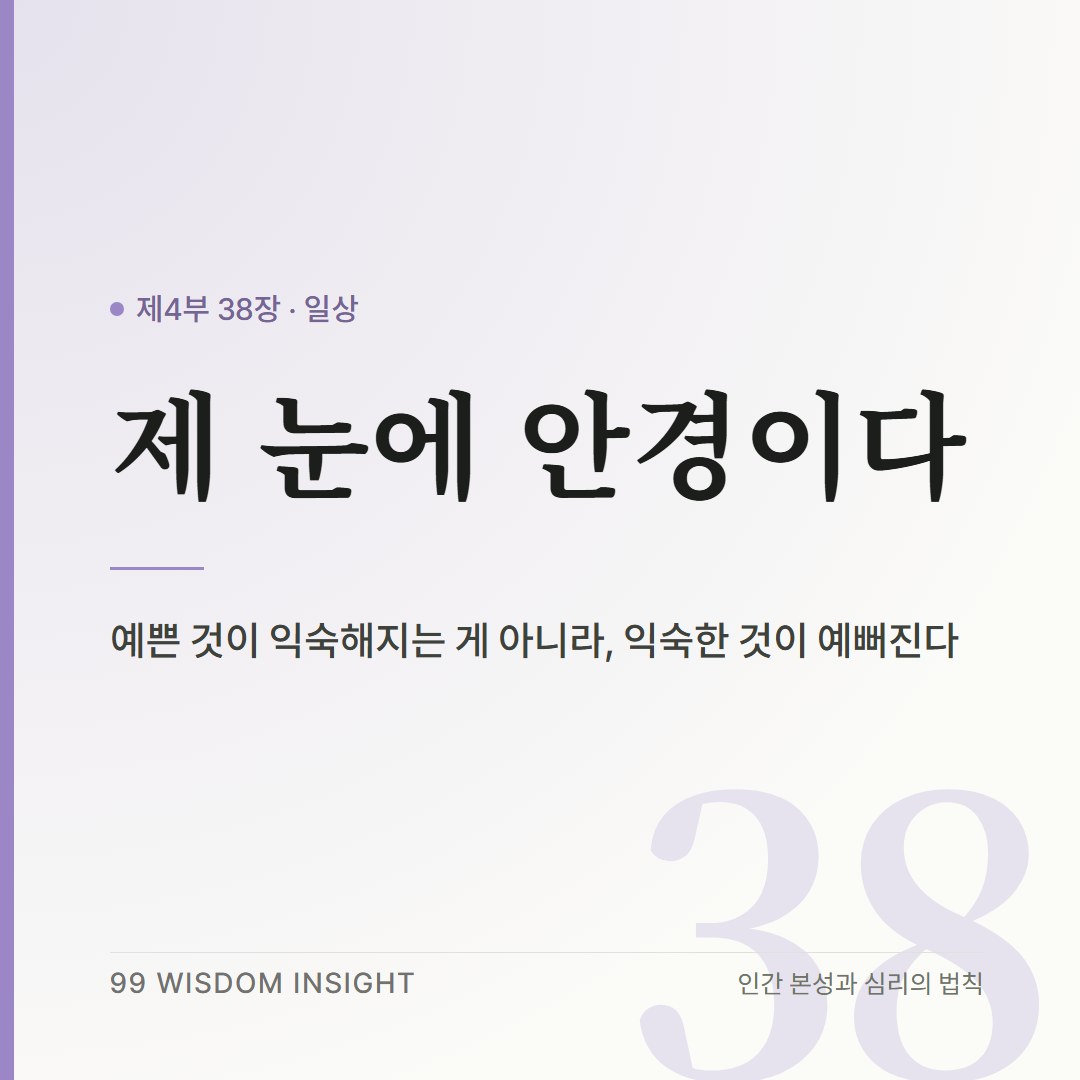 제4부 38장 · 일상
제 눈에 안경이다
예쁜 것이 익숙해지는 게 아니라, 익숙한 것이 예뻐진다
38
99 WISDOM INSIGHT
인간 본성과 심리의 법칙